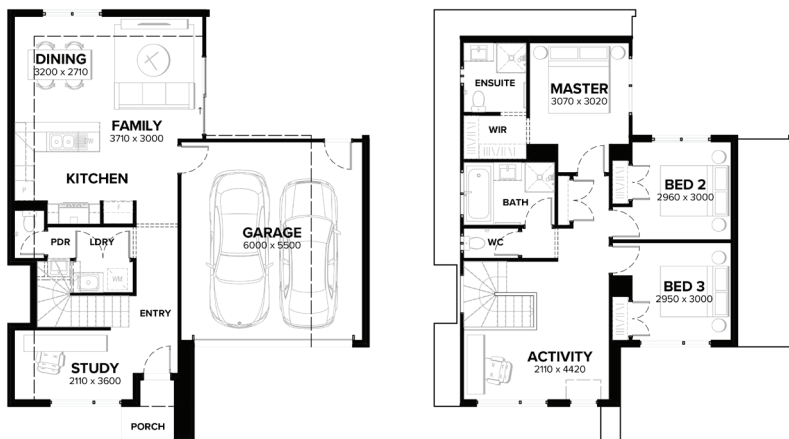 DINING
3200 x 2710
FAMILY
3710 x 3000
DW
P
KITCHEN
F
PDR
LDRY
WM
GARAGE
6000 x 5500
ENTRY
STUDY
2110 x 3600
PORCH
ENSUITE
MASTER
3070 x 3020
WIR
BATH
BED 2
2960 x 3000
WC
BED 3
2950 x 3000
ACTIVITY
2110 x 4420